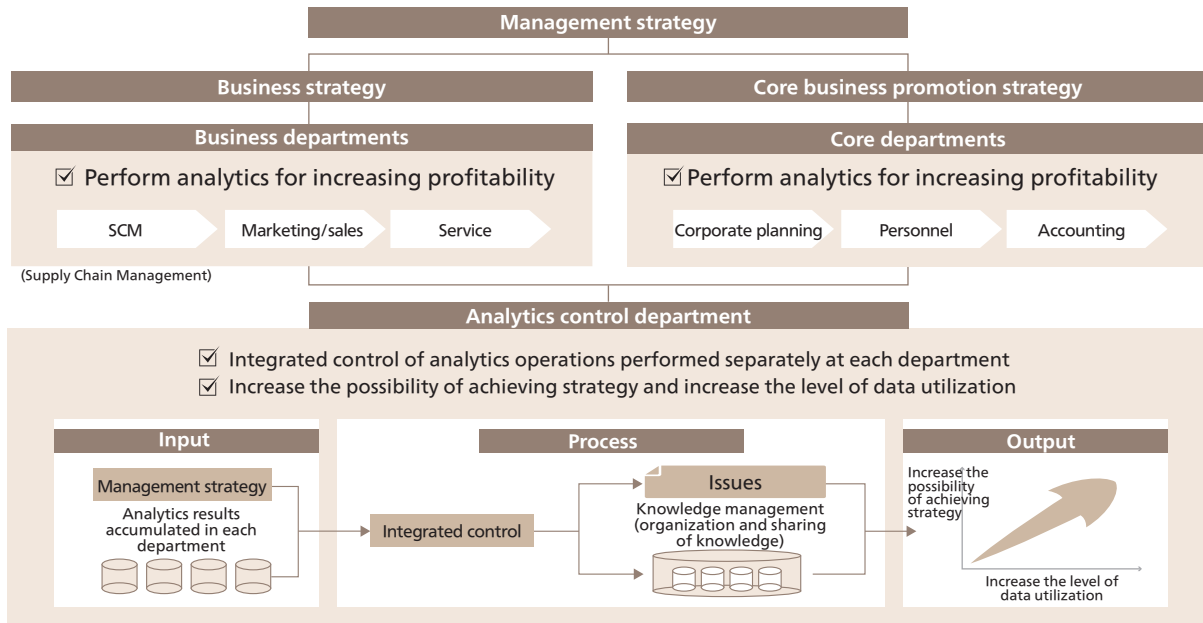 Management strategy
Business strategy
Core business promotion strategy
Business departments
Core departments
Perform analytics for increasing profitability
Perform analytics for increasing profitability
SCM
Marketing/sales
Service
Corporate planning
Personnel
Accounting
(Supply Chain Management)
Analytics control department
Integrated control of analytics operations performed separately at each department
Increase the possibility of achieving strategy and increase the level of data utilization
Input
Management strategy
Analytics results
accumulated in each
department
Process
Integrated control
Issues
Knowledge management
(organization and sharing
of knowledge)
Output
Increase the
possibility
of achieving
strategy
Increase the level of
data utilization